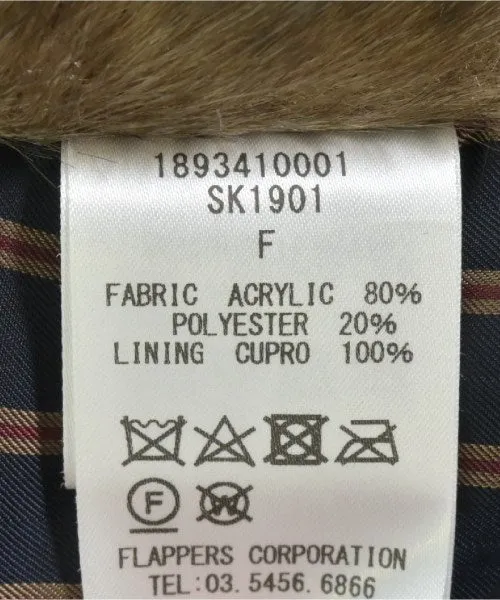 1893410001
SK1901
F
FABRIC ACRYLIC 80%
POLYESTER 20%
LINING CUPRO 100%
F W
FLAPPERS CORPORATION
TEL:03.5456.6866